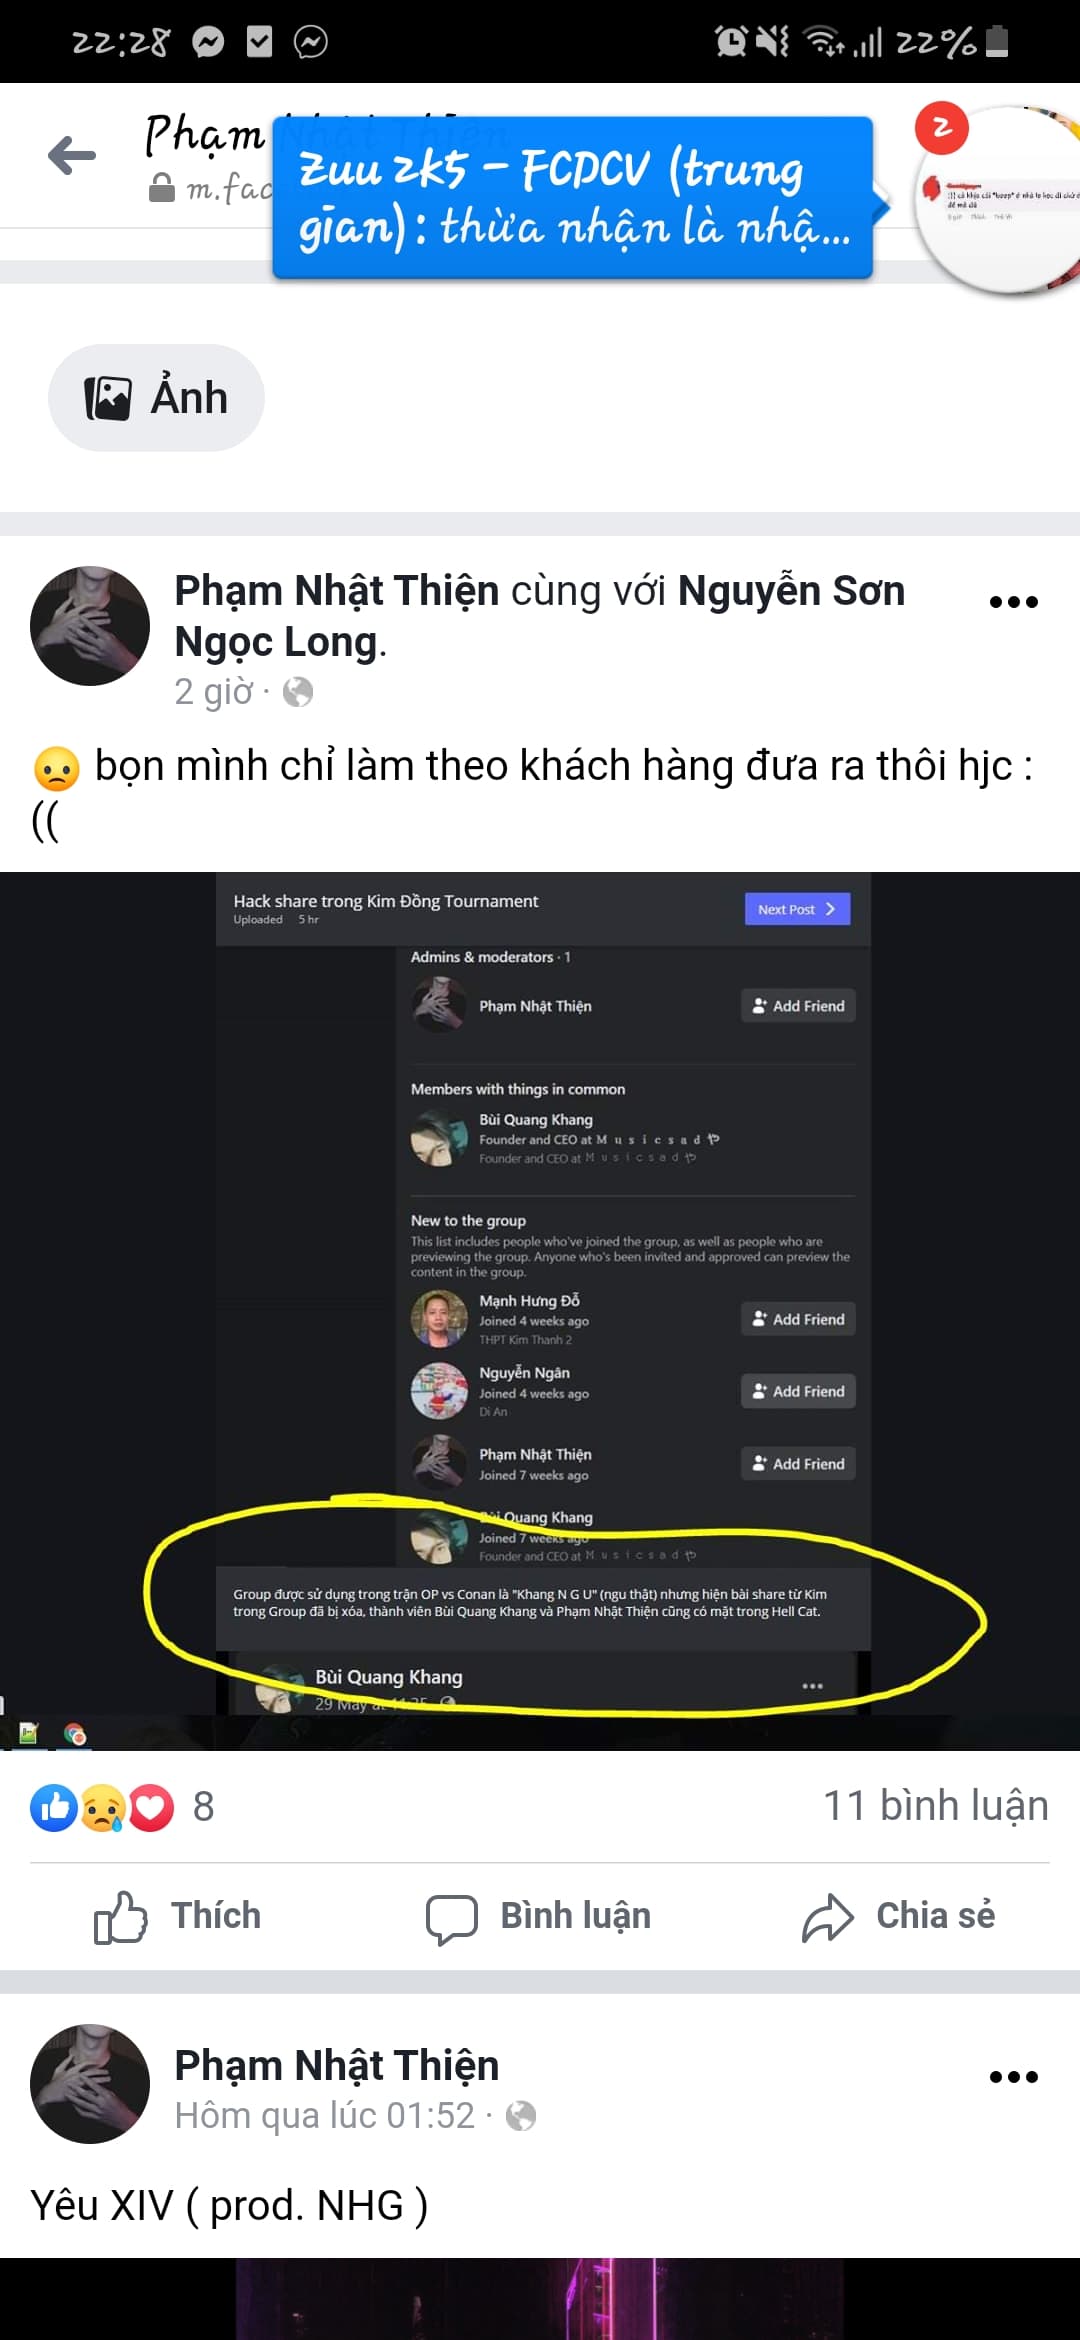 22:28
22%
Phạm Nhật Thiện
m.fac
Zuu 2k5 – FCDCV (trung
gian): thừa nhận là nhậ...
2
Ảnh
Phạm Nhật Thiện cùng với Nguyễn Sơn
Ngọc Long.
2 giờ ·
bọn mình chỉ làm theo khách hàng đưa ra thôi hjc :
((
Hack share trong Kim Đồng Tournament
Uploaded 5 hr
Next Post
Admins & moderators · 1
Phạm Nhật Thiện
Add Friend
Members with things in common
Bùi Quang Khang
Founder and CEO at M u s i c s a d や
Founder and CEO at M u s i c s a d や
New to the group
This list includes people who've joined the group, as well as people who are
previewing the group. Anyone who's been invited and approved can preview the
content in the group.
Mạnh Hưng Đỗ
Joined 4 weeks ago
THPT Kim Thanh 2
Add Friend
Nguyễn Ngân
Joined 4 weeks ago
Di An
Add Friend
Phạm Nhật Thiện
Joined 7 weeks ago
Add Friend
Bùi Quang Khang
Joined 7 weeks ago
Founder and CEO at M u s i c s a d や
Group được sử dụng trong trận OP vs Conan là "Khang N G U" (ngu thật) nhưng hiện bài share từ Kim
trong Group đã bị xóa, thành viên Bùi Quang Khang và Phạm Nhật Thiện cũng có mặt trong Hell Cat.
Bùi Quang Khang
29 May at 11:25
8
11 bình luận
Thích
Bình luận
Chia sẻ
Phạm Nhật Thiện
Hôm qua lúc 01:52 ·
Yêu XIV ( prod. NHG )